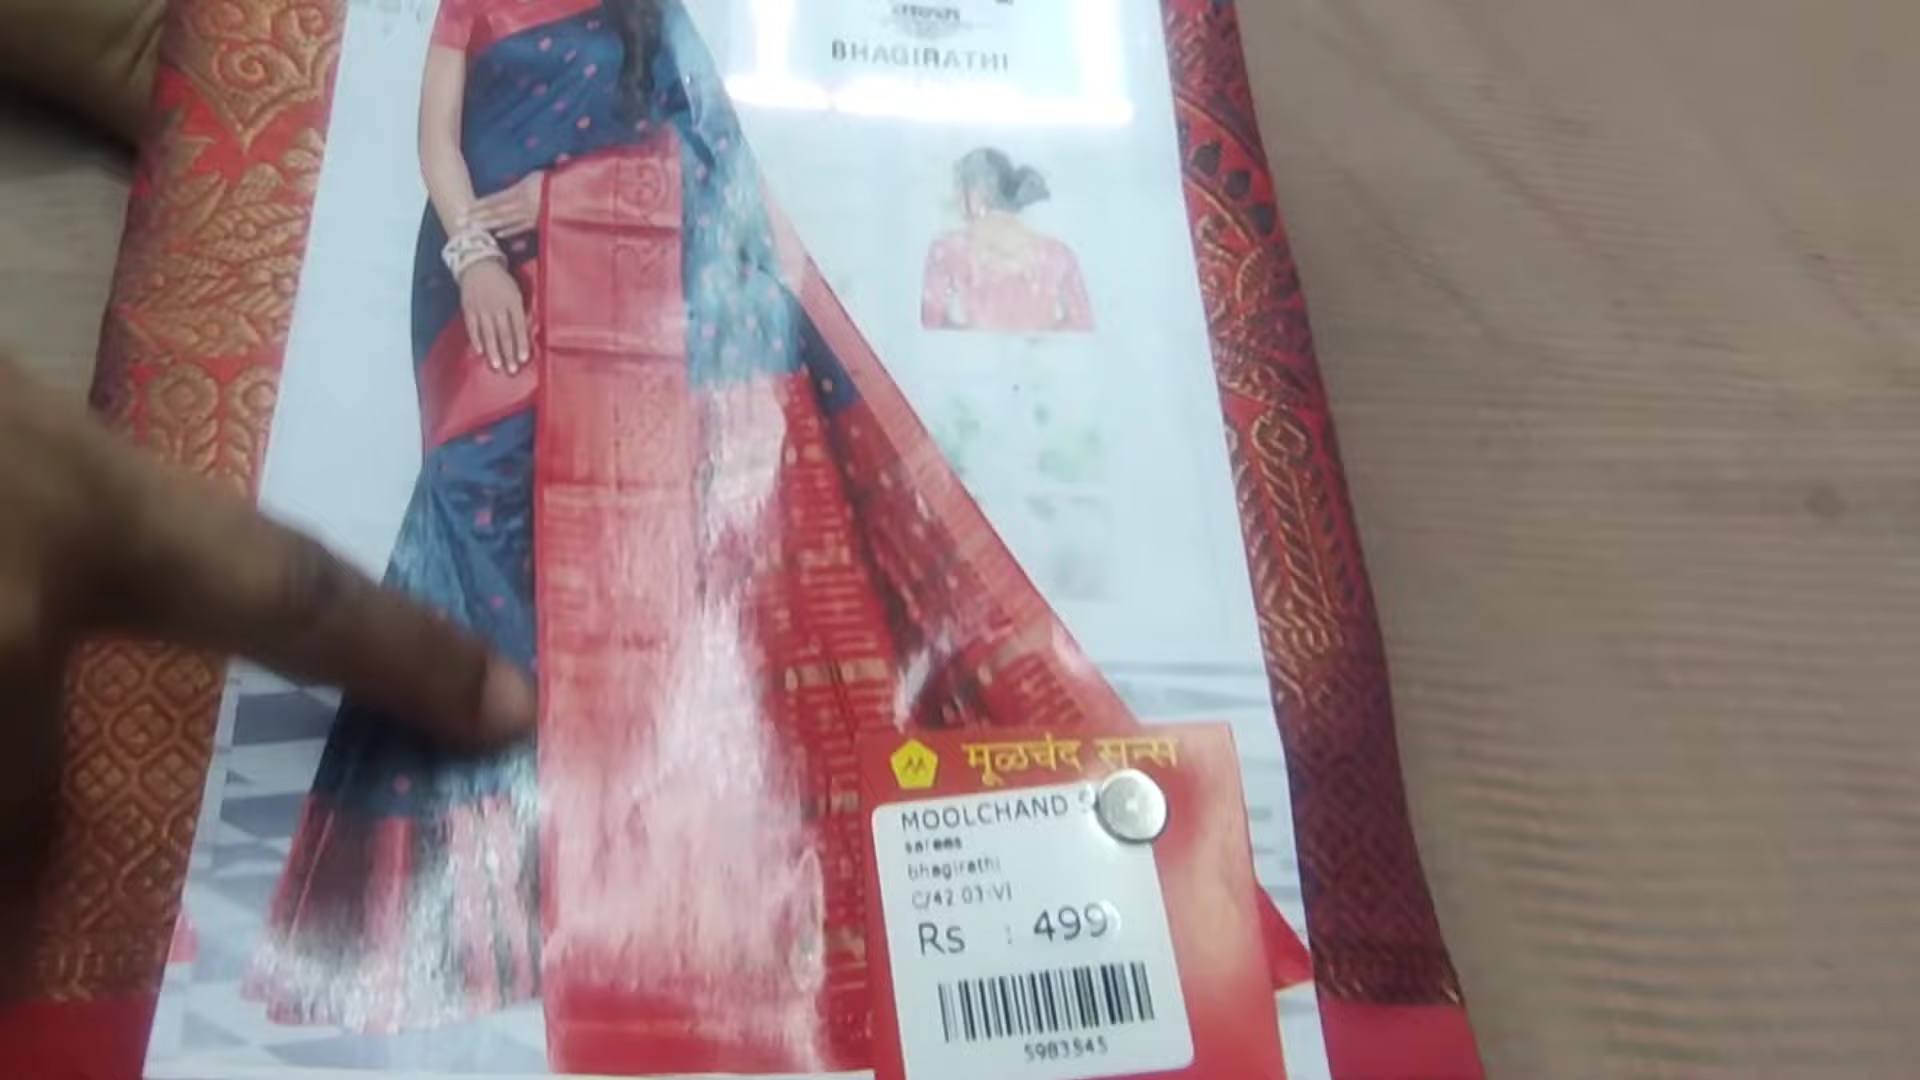 BHAGIRATHI
मूळचंद सन्स
MOOLCHAND S
sarees
bhagirathi
C/42 03-VI
Rs : 499
5983545